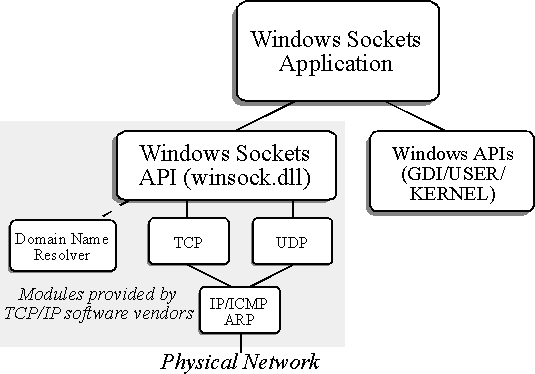 Windows Sockets
Application
Windows Sockets
API (winsock.dll)
Windows APIs
(GDI/USER/
KERNEL)
Domain Name
Resolver
TCP
UDP
Modules provided by
TCP/IP software vendors
IP/ICMP
ARP
Physical Network